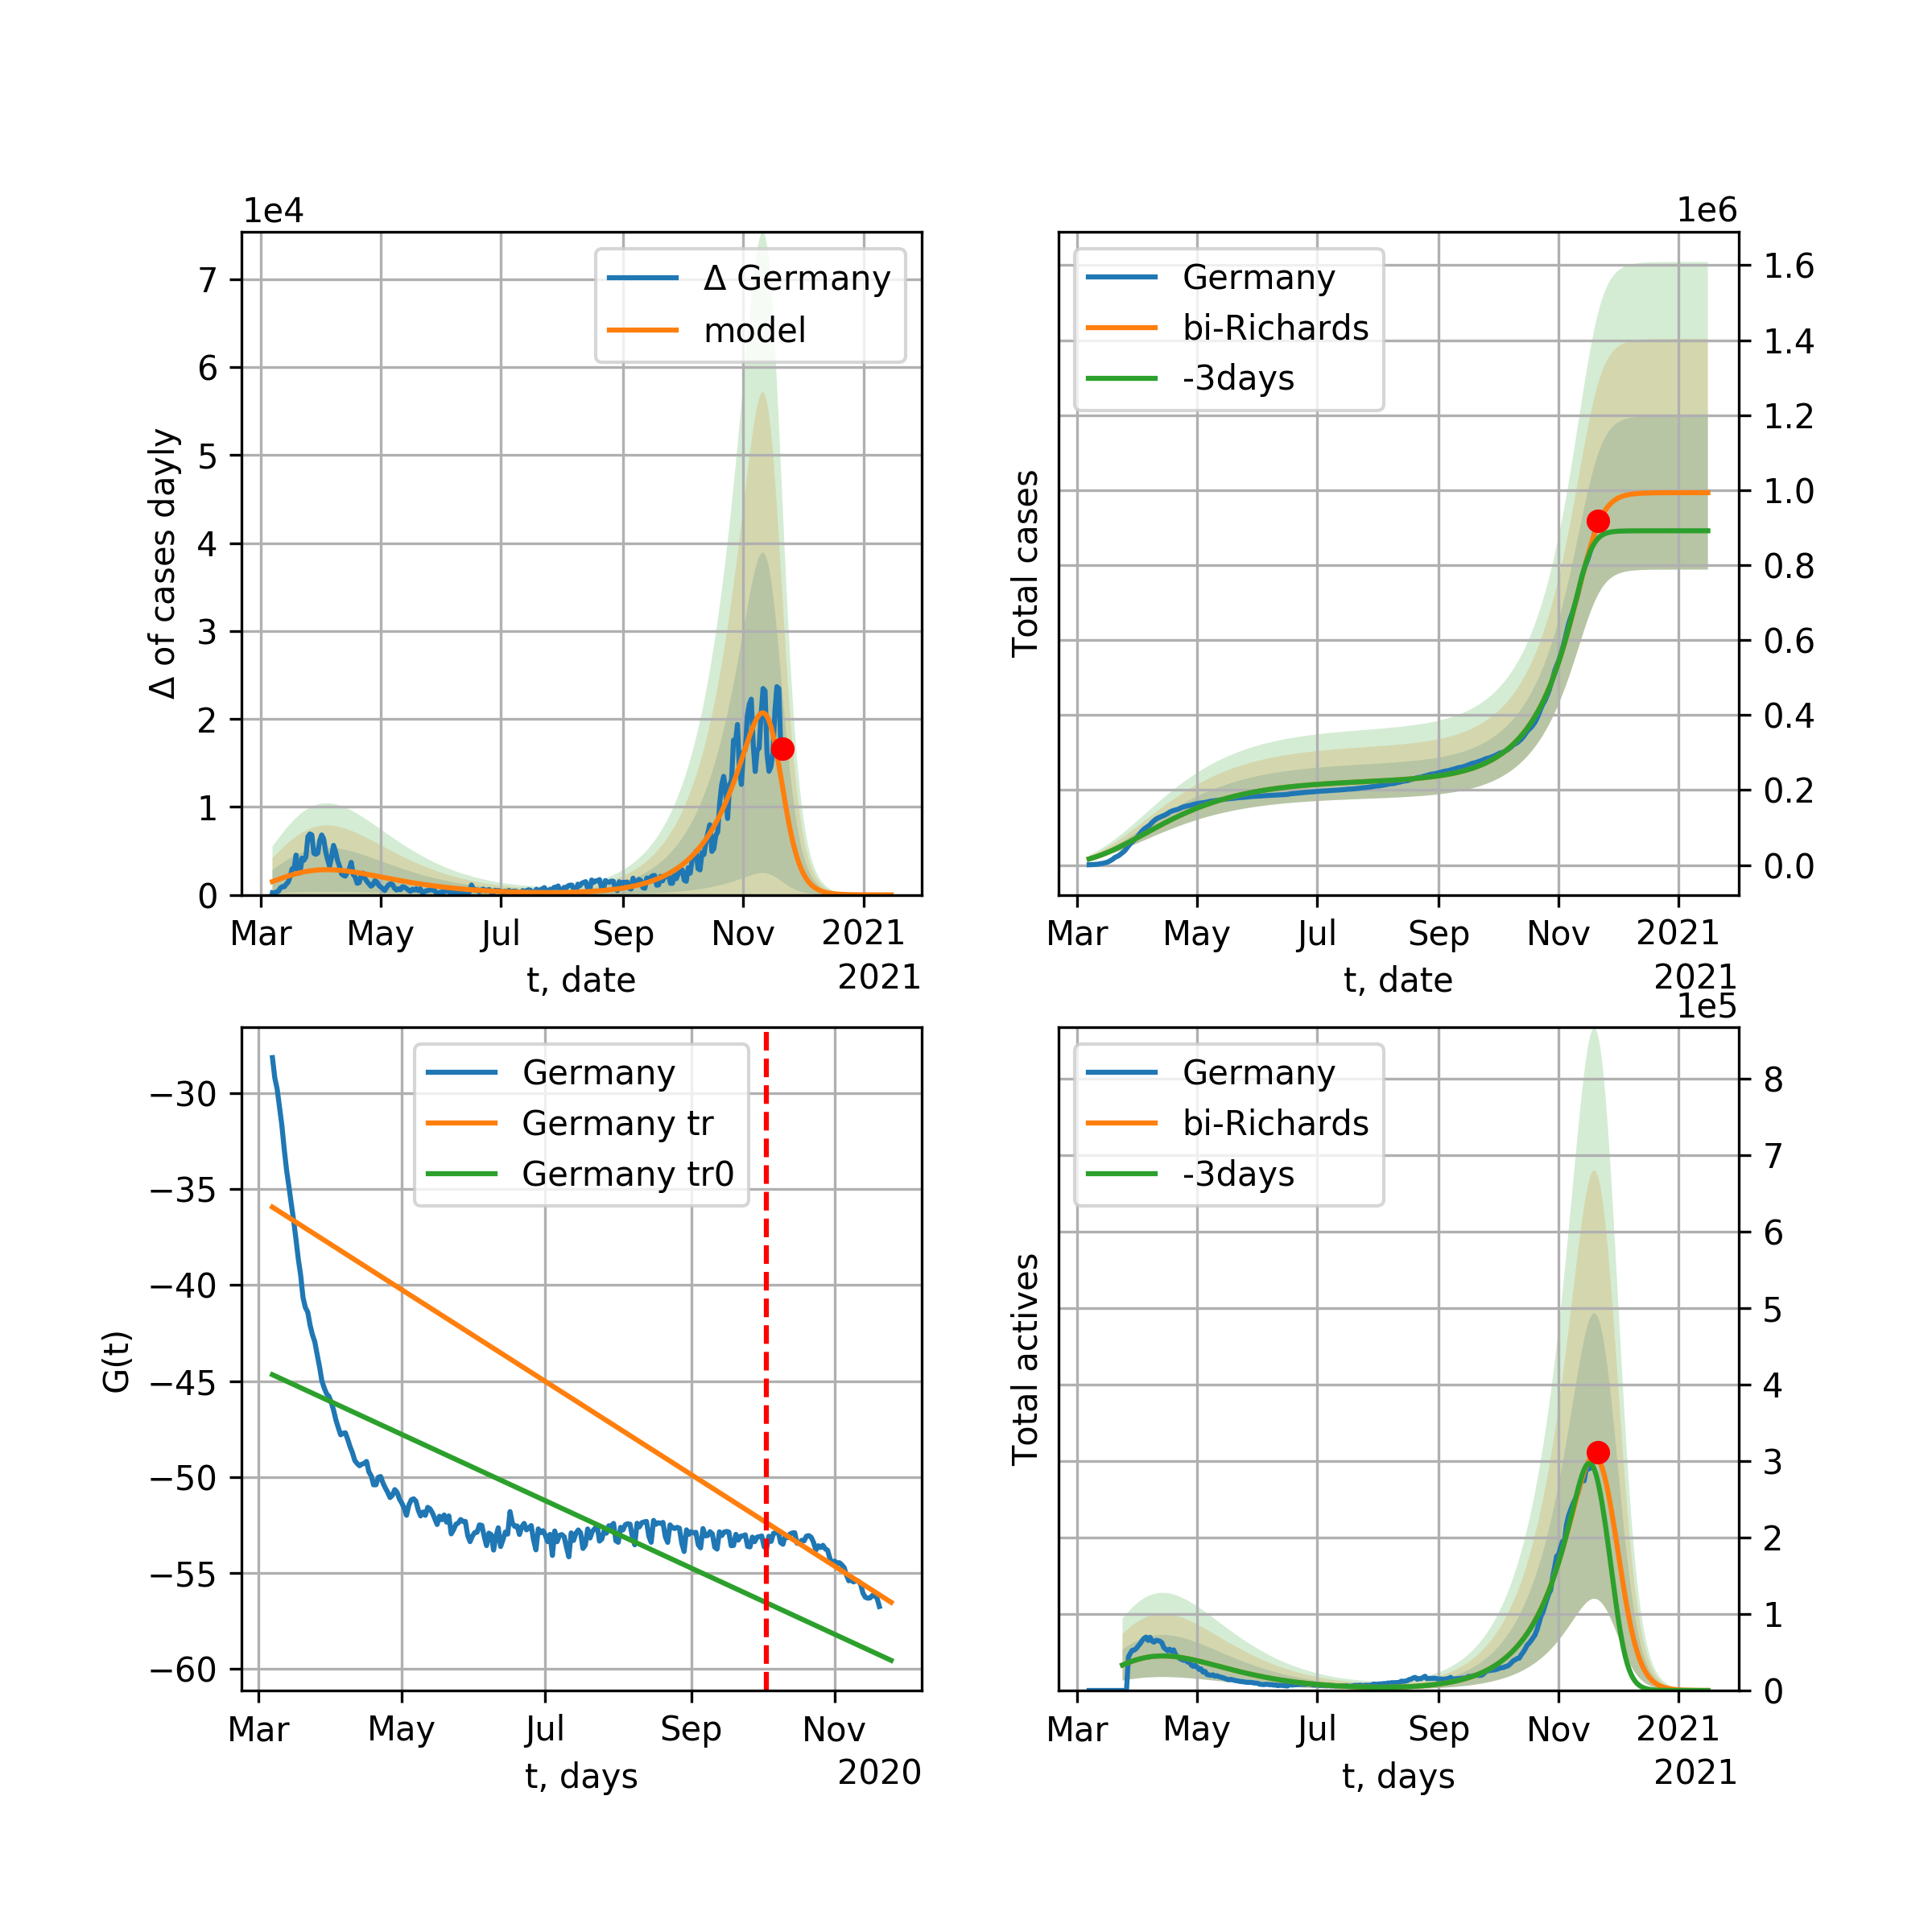 1e4
Δ of cases dayly
7
6
5
4
3
2
1
0
Δ Germany
model
Mar May Jul Sep Nov 2021
t, date
2021
1e6
Total cases
Germany
bi-Richards
-3days
1.6
1.4
1.2
1.0
0.8
0.6
0.4
0.2
0.0
Mar May Jul Sep Nov 2021
t, date
2021
G(t)
−30
−35
−40
−45
−50
−55
−60
Germany
Germany tr
Germany tr0
Mar May Jul Sep Nov
t, days
2020
1e5
Total actives
Germany
bi-Richards
-3days
8
7
6
5
4
3
2
1
0
Mar May Jul Sep Nov 2021
t, days
2021